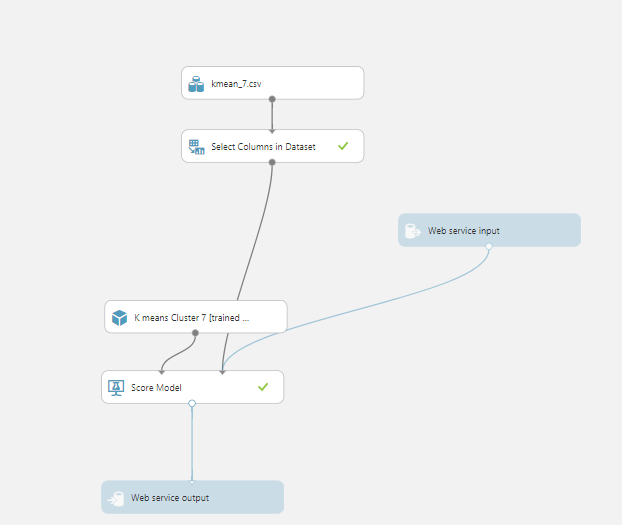 kmean_7.csv
Select Columns in Dataset
Web service input
K means Cluster 7 [trained ...
Score Model
Web service output